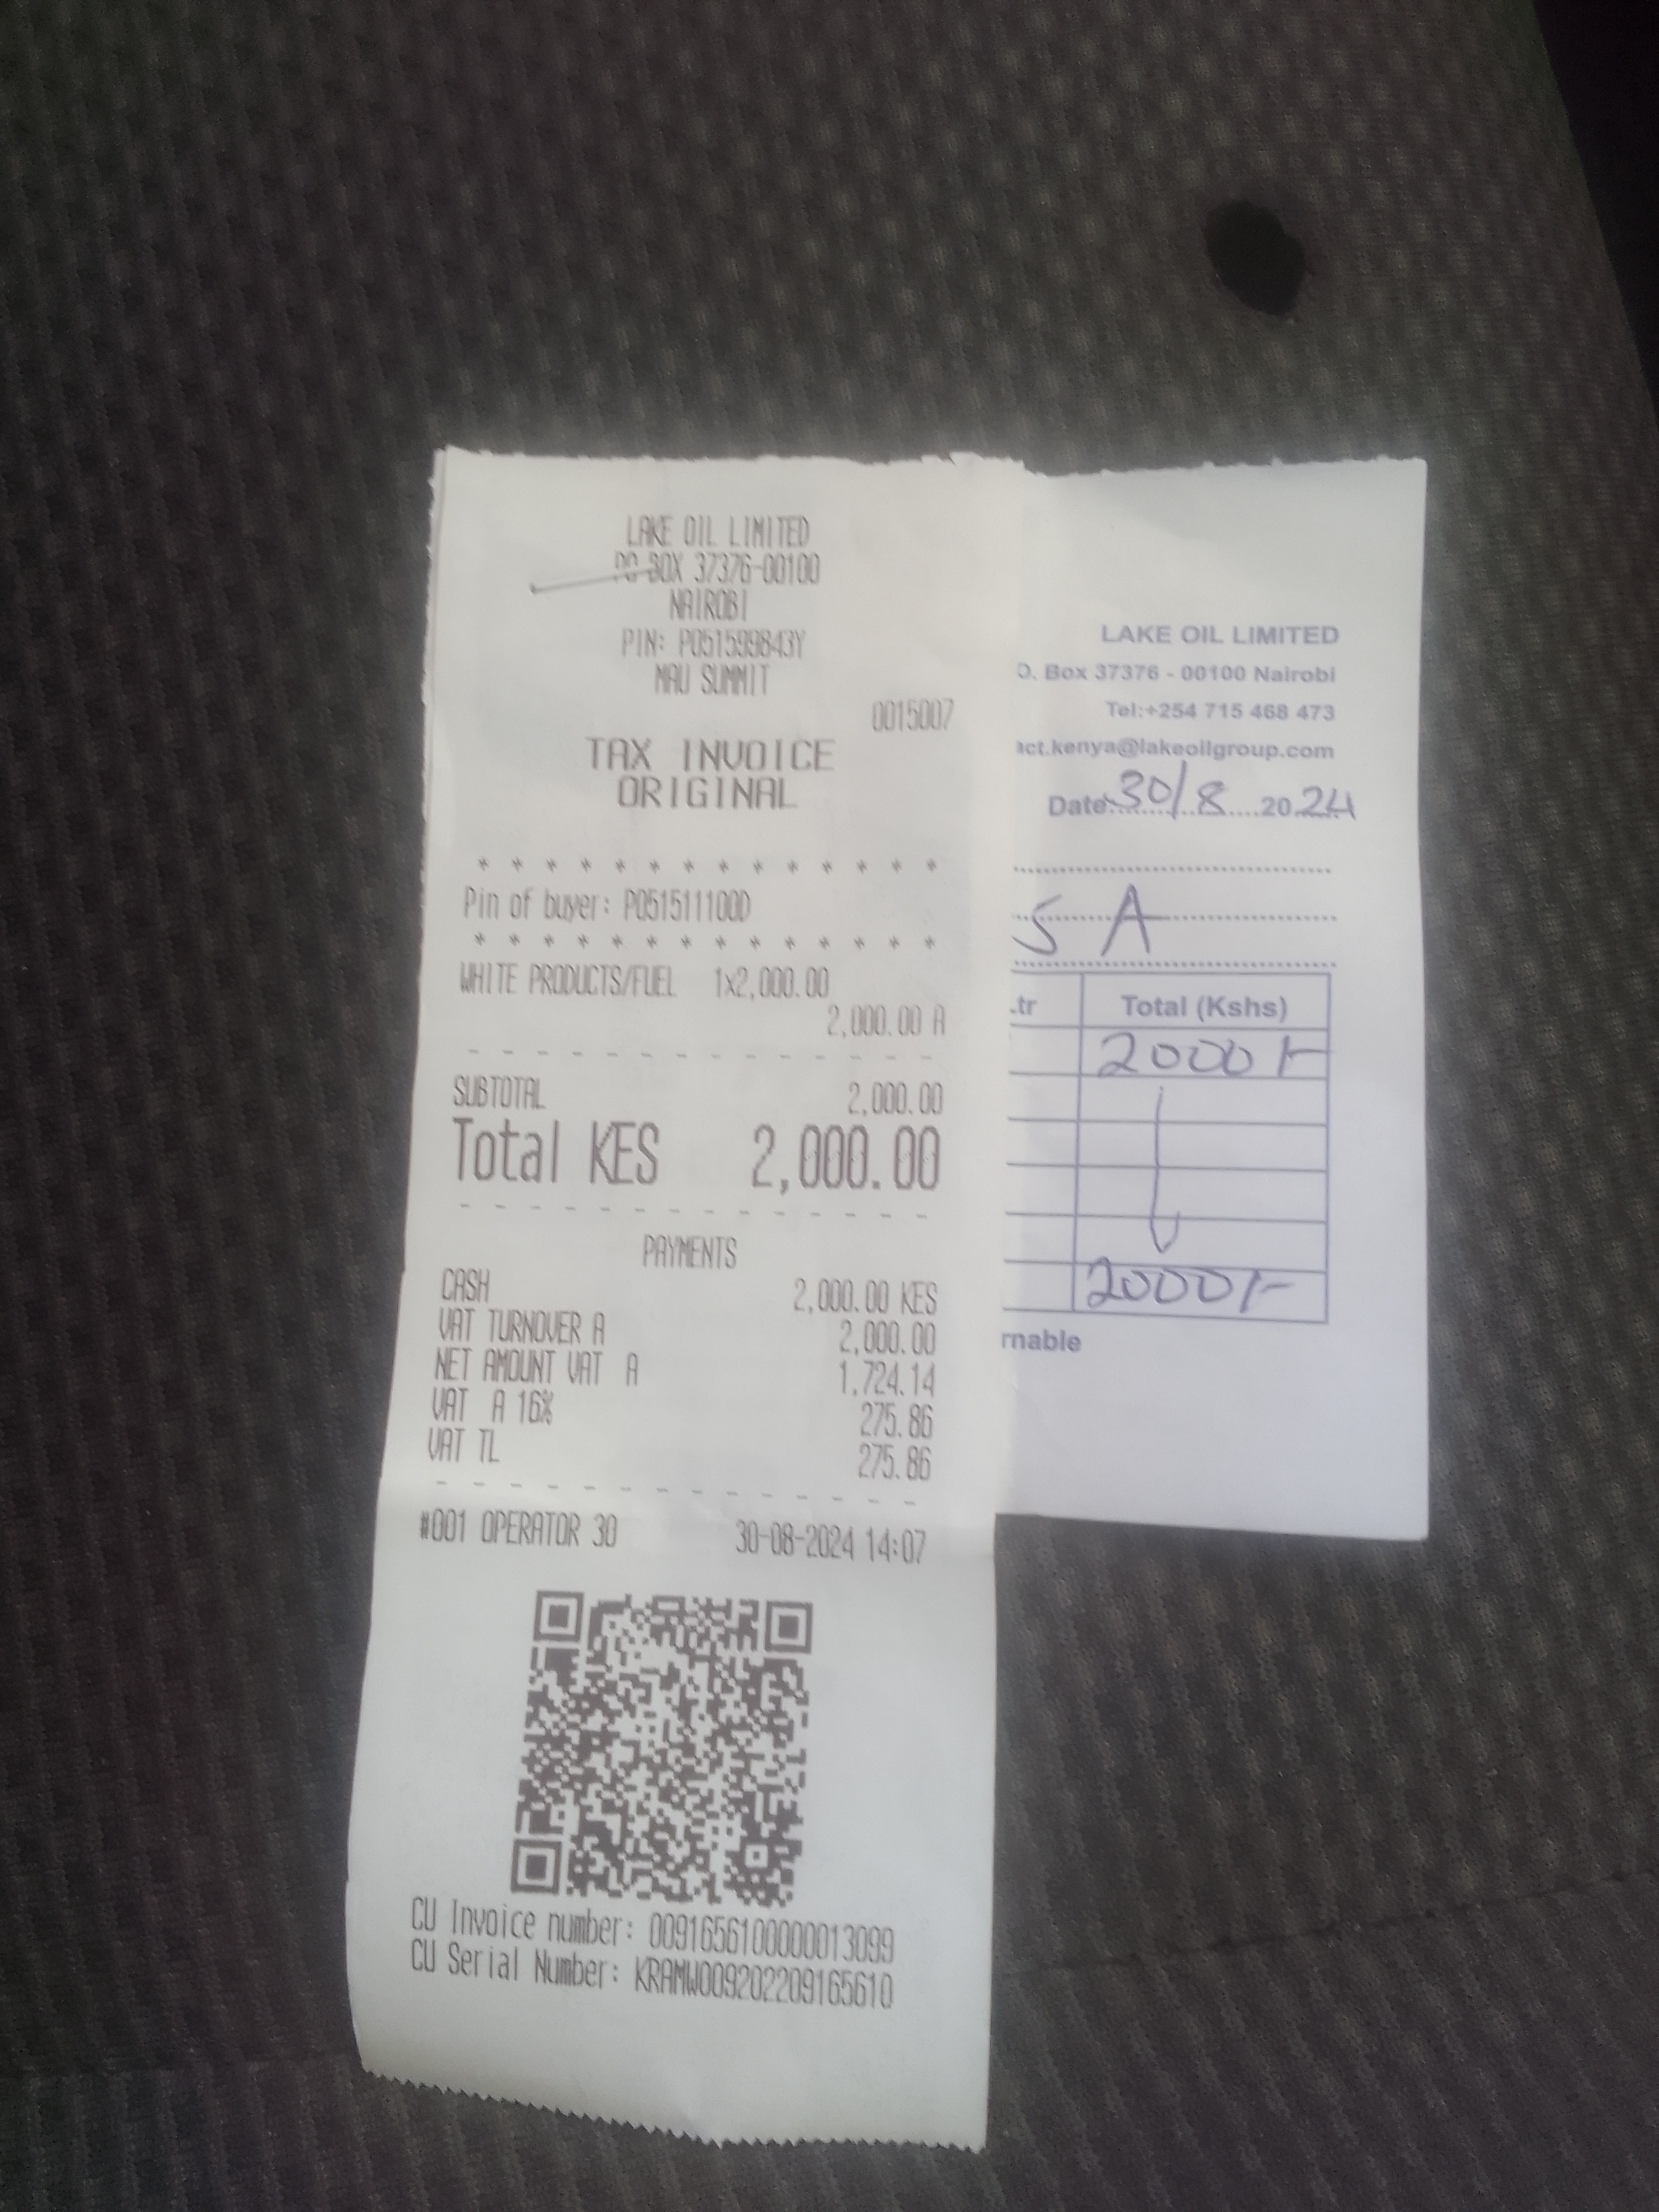 LAKE OIL LIMITED
PO BOX 37376-00100
NAIROBI
PIN: P051599843Y
MAU SUMMIT
0015007
TAX INVOICE
ORIGINAL
* * * * * * * * * * * * * *
Pin of buyer: P051511100D
* * * * * * * * * * * * * *
WHITE PRODUCTS/FUEL 1x2,000.00
2,000.00 A
SUBTOTAL 2,000.00
Total KES 2,000.00
PAYMENTS
CASH 2,000.00 KES
VAT TURNOVER A 2,000.00
NET AMOUNT VAT A 1,724.14
VAT A 16% 275.86
VAT TL 275.86
#001 OPERATOR 30 30-08-2024 14:07
CU Invoice number: 0091656100000013099
CU Serial Number: KRAMW009202209165610
LAKE OIL LIMITED
O. Box 37376 - 00100 Nairobi
Tel:+254 715 468 473
act.kenya@lakeoilgroup.com
Date 30/8 2024
5 A
Ltr Total (Kshs)
2000/-
2000/-
rnable